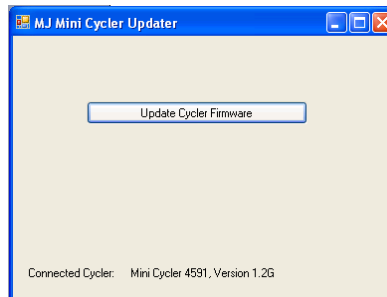 MJ Mini Cycler Updater
Update Cycler Firmware
Connected Cycler: Mini Cycler 4591, Version 1.2G